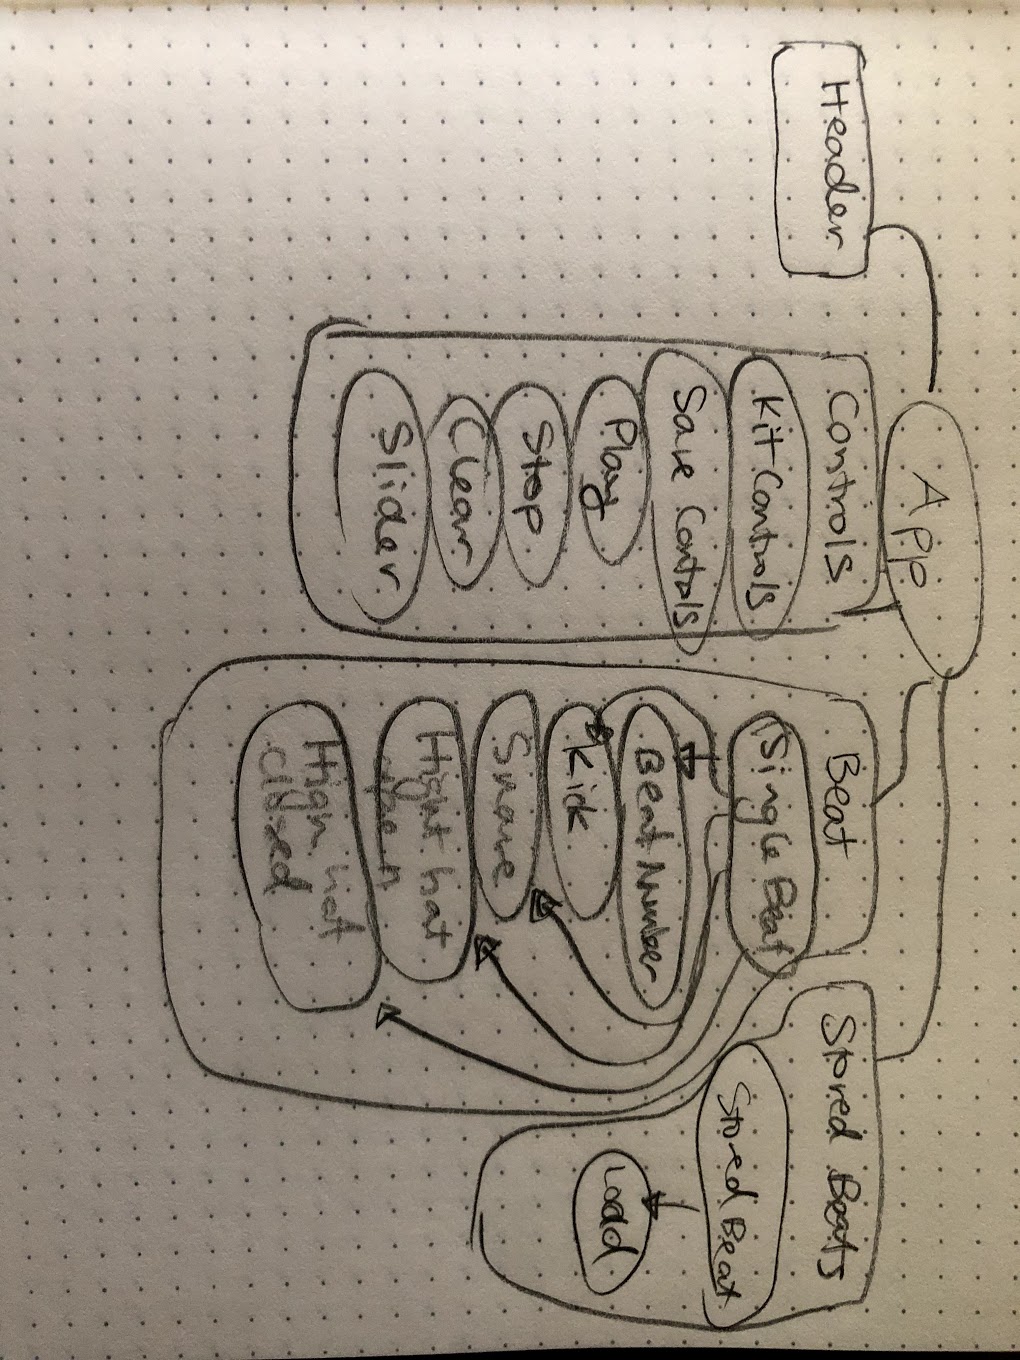 App
Header
Controls
Kit Controls
Save Contals
Play
Stop
Clear
Slider
Beat
Single Beat
Beat Number
Kick
Snare
Hight hat
open
High hat
closed
Stored Beats
Stored Beat
Load